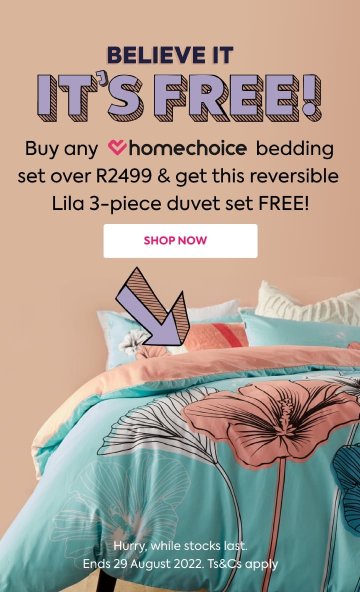 BELIEVE IT
IT'S FREE!
Buy any homechoice bedding
set over R2499 & get this reversible
Lila 3-piece duvet set FREE!
SHOP NOW
Hurry, while stocks last.
Ends 29 August 2022. Ts&Cs apply